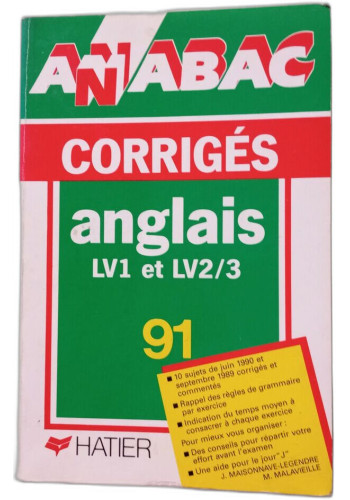 ANNABAC
CORRIGÉS
anglais
LV1 et LV2/3
91
■ 10 sujets de juin 1990 et
septembre 1989 corrigés et
commentés
■ Rappel des règles de grammaire
par exercice
■ Indication du temps moyen à
consacrer à chaque exercice
Pour mieux vous organiser :
■ Des conseils pour répartir votre
effort avant l'examen
■ Une aide pour le jour "J"
J. MAISONNAVE-LEGENDRE
M. MALAVIEILLE
HATIER